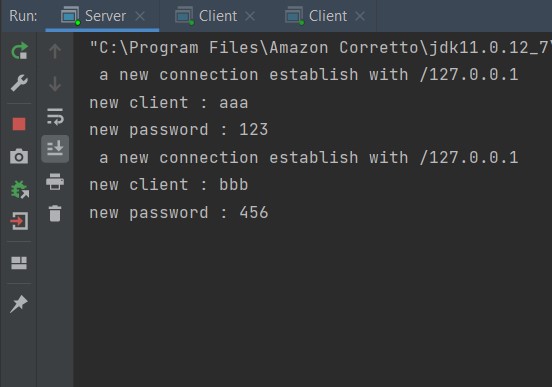 Run: Server Client Client
"C:\Program Files\Amazon Corretto\jdk11.0.12_7\
a new connection establish with /127.0.0.1
new client : aaa
new password : 123
a new connection establish with /127.0.0.1
new client : bbb
new password : 456